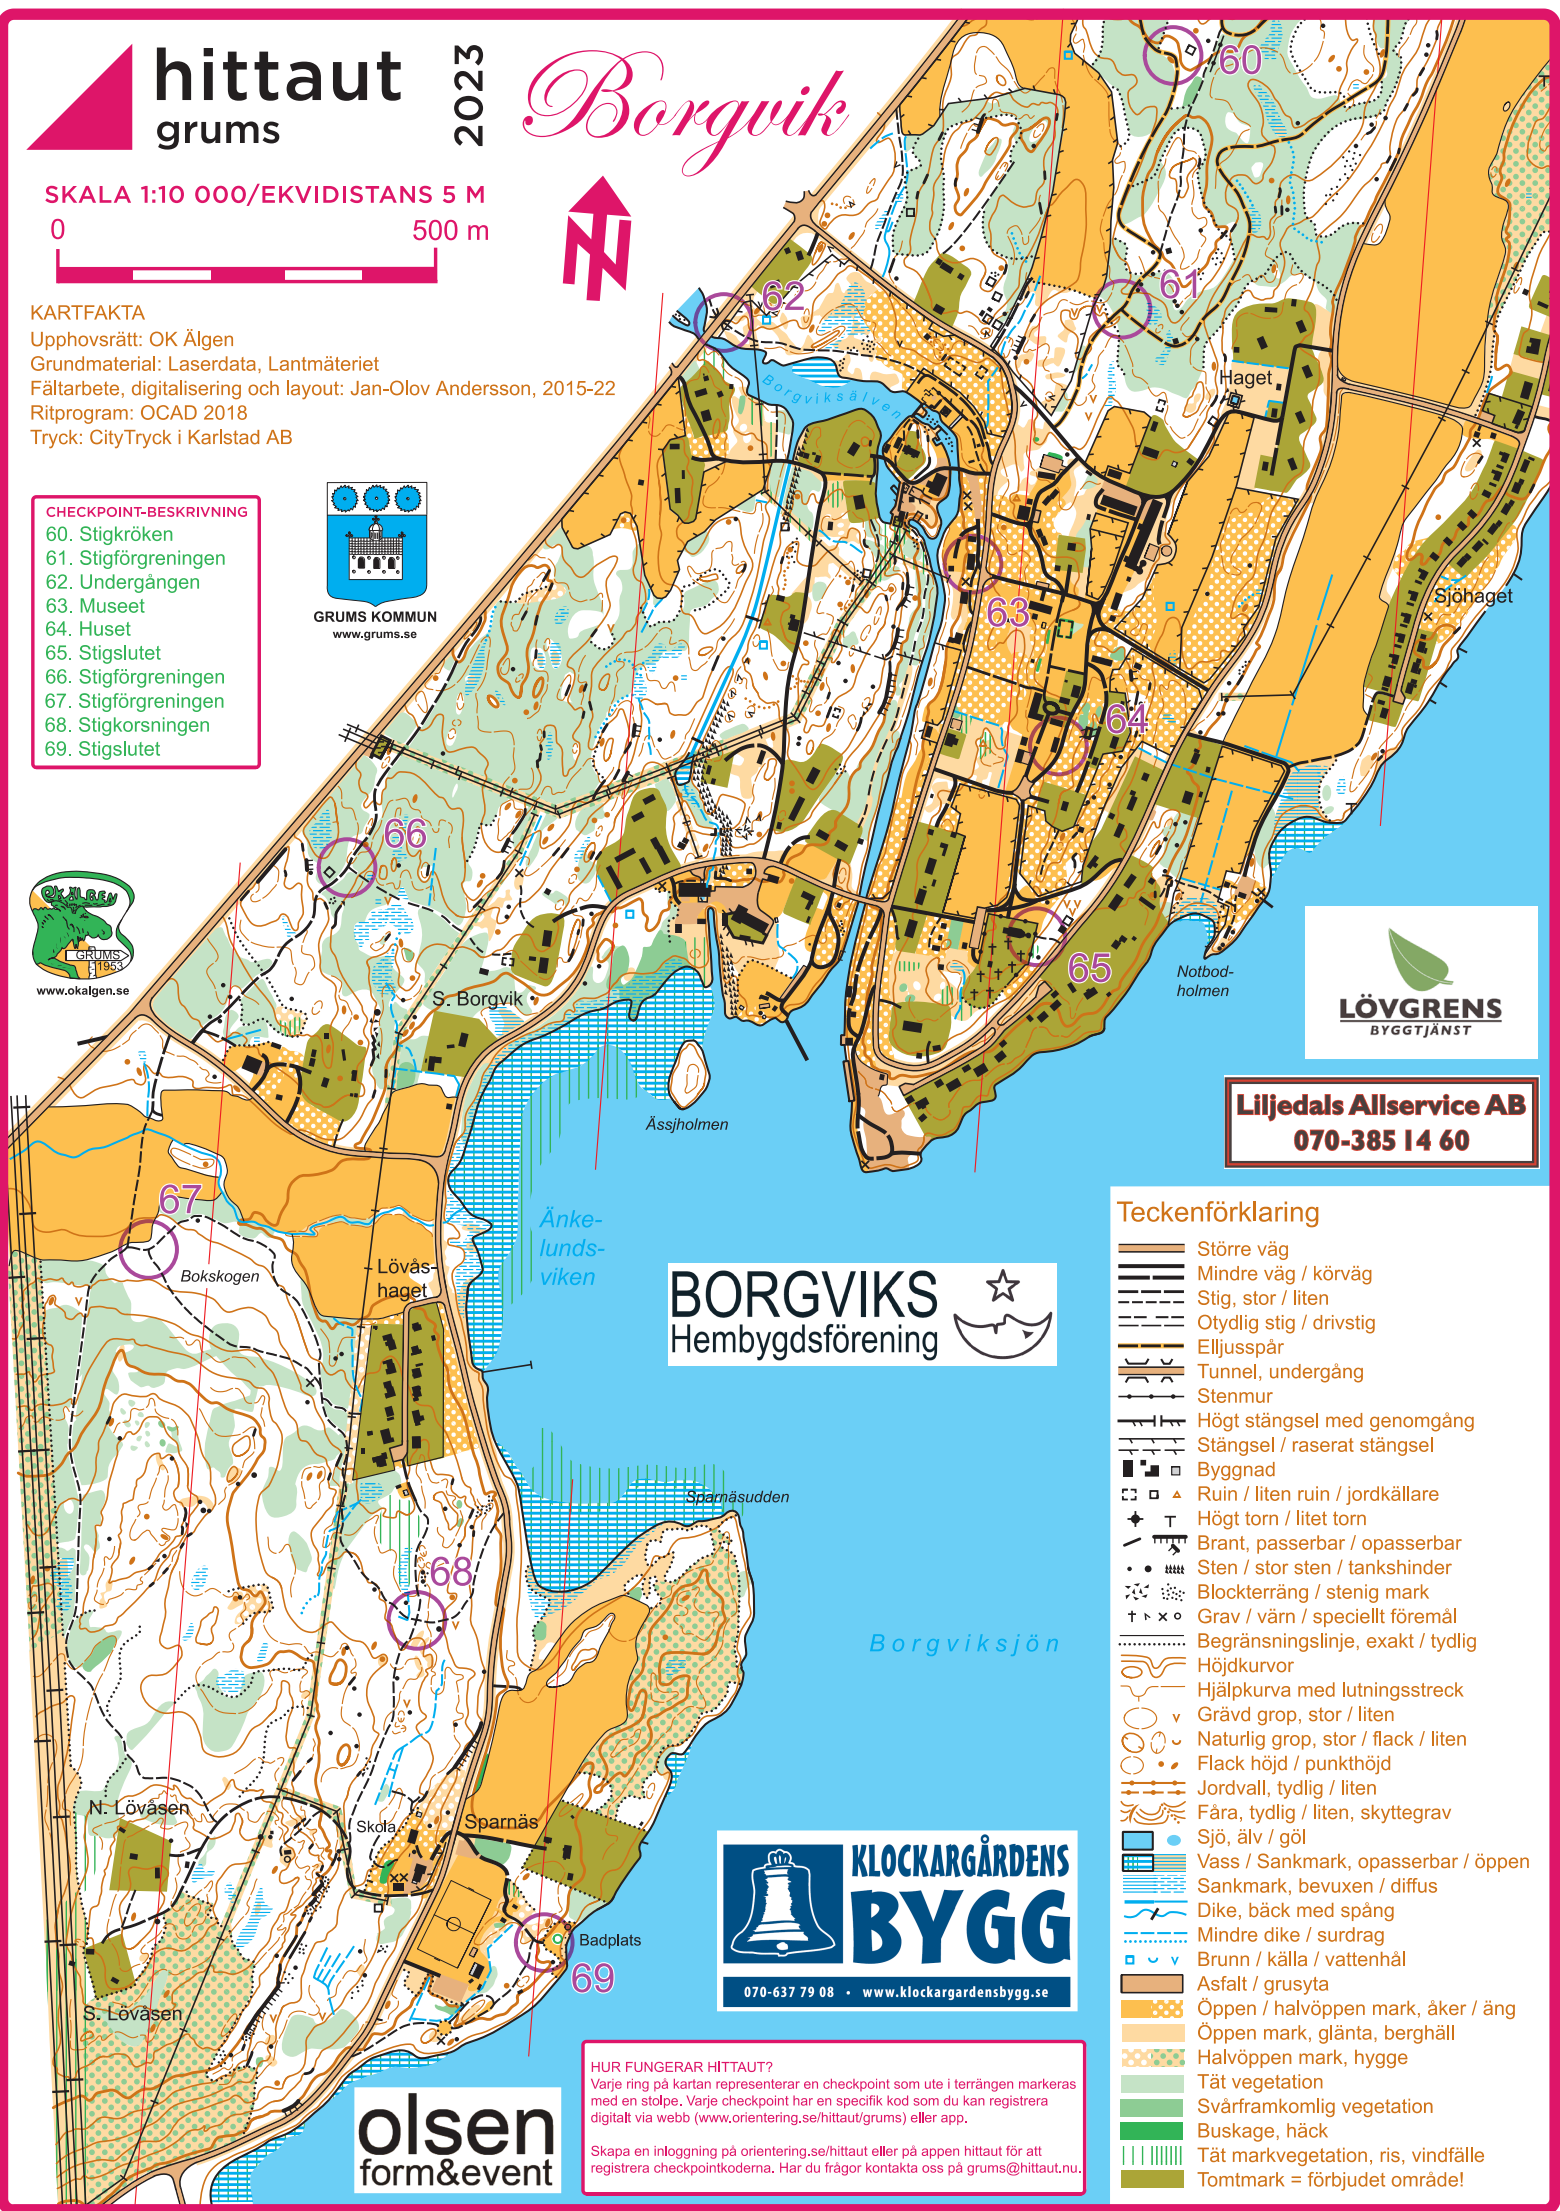 hittaut
grums
2023
Borgvik
SKALA 1:10 000/EKVIDISTANS 5 M
0 500 m
N
KARTFAKTA
Upphovsrätt: OK Älgen
Grundmaterial: Laserdata, Lantmäteriet
Fältarbete, digitalisering och layout: Jan-Olov Andersson, 2015-22
Ritprogram: OCAD 2018
Tryck: CityTryck i Karlstad AB
CHECKPOINT-BESKRIVNING
60. Stigkröken
61. Stigförgreningen
62. Undergången
63. Museet
64. Huset
65. Stigslutet
66. Stigförgreningen
67. Stigförgreningen
68. Stigkorsningen
69. Stigslutet
GRUMS KOMMUN
www.grums.se
OK ÄLGEN
GRUMS
1953
www.okalgen.se
60
61
62
Borgviksälven
Haget
63
Sjöhaget
64
66
65
S. Borgvik
Notbod-
holmen
LÖVGRENS
BYGGTJÄNST
Liljedals Allservice AB
070-385 14 60
Ässjholmen
67
Bokskogen
Änke-
lunds-
viken
Lövås-
haget
BORGVIKS
Hembygdsförening
Sparnäsudden
68
Borgviksjön
N. Lövåsen
Skola
Sparnäs
S. Lövåsen
Badplats
69
KLOCKARGÅRDENS
BYGG
070-637 79 08 • www.klockargardensbygg.se
olsen
form&event
HUR FUNGERAR HITTAUT?
Varje ring på kartan representerar en checkpoint som ute i terrängen markeras
med en stolpe. Varje checkpoint har en specifik kod som du kan registrera
digitalt via webb (www.orientering.se/hittaut/grums) eller app.
Skapa en inloggning på orientering.se/hittaut eller på appen hittaut för att
registrera checkpointkoderna. Har du frågor kontakta oss på grums@hittaut.nu.
Teckenförklaring
Större väg
Mindre väg / körväg
Stig, stor / liten
Otydlig stig / drivstig
Elljusspår
Tunnel, undergång
Stenmur
Högt stängsel med genomgång
Stängsel / raserat stängsel
Byggnad
Ruin / liten ruin / jordkällare
Högt torn / litet torn
Brant, passerbar / opasserbar
Sten / stor sten / tankshinder
Blockterräng / stenig mark
Grav / värn / speciellt föremål
Begränsningslinje, exakt / tydlig
Höjdkurvor
Hjälpkurva med lutningsstreck
Grävd grop, stor / liten
Naturlig grop, stor / flack / liten
Flack höjd / punkthöjd
Jordvall, tydlig / liten
Fåra, tydlig / liten, skyttegrav
Sjö, älv / göl
Vass / Sankmark, opasserbar / öppen
Sankmark, bevuxen / diffus
Dike, bäck med spång
Mindre dike / surdrag
Brunn / källa / vattenhål
Asfalt / grusyta
Öppen / halvöppen mark, åker / äng
Öppen mark, glänta, berghäll
Halvöppen mark, hygge
Tät vegetation
Svårframkomlig vegetation
Buskage, häck
Tät markvegetation, ris, vindfälle
Tomtmark = förbjudet område!